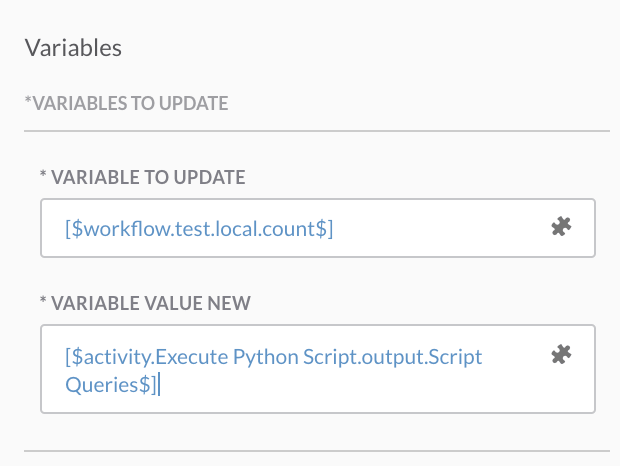 Variables
*VARIABLES TO UPDATE
* VARIABLE TO UPDATE
[$workflow.test.local.count$]
* VARIABLE VALUE NEW
[$activity.Execute Python Script.output.Script
Queries$]